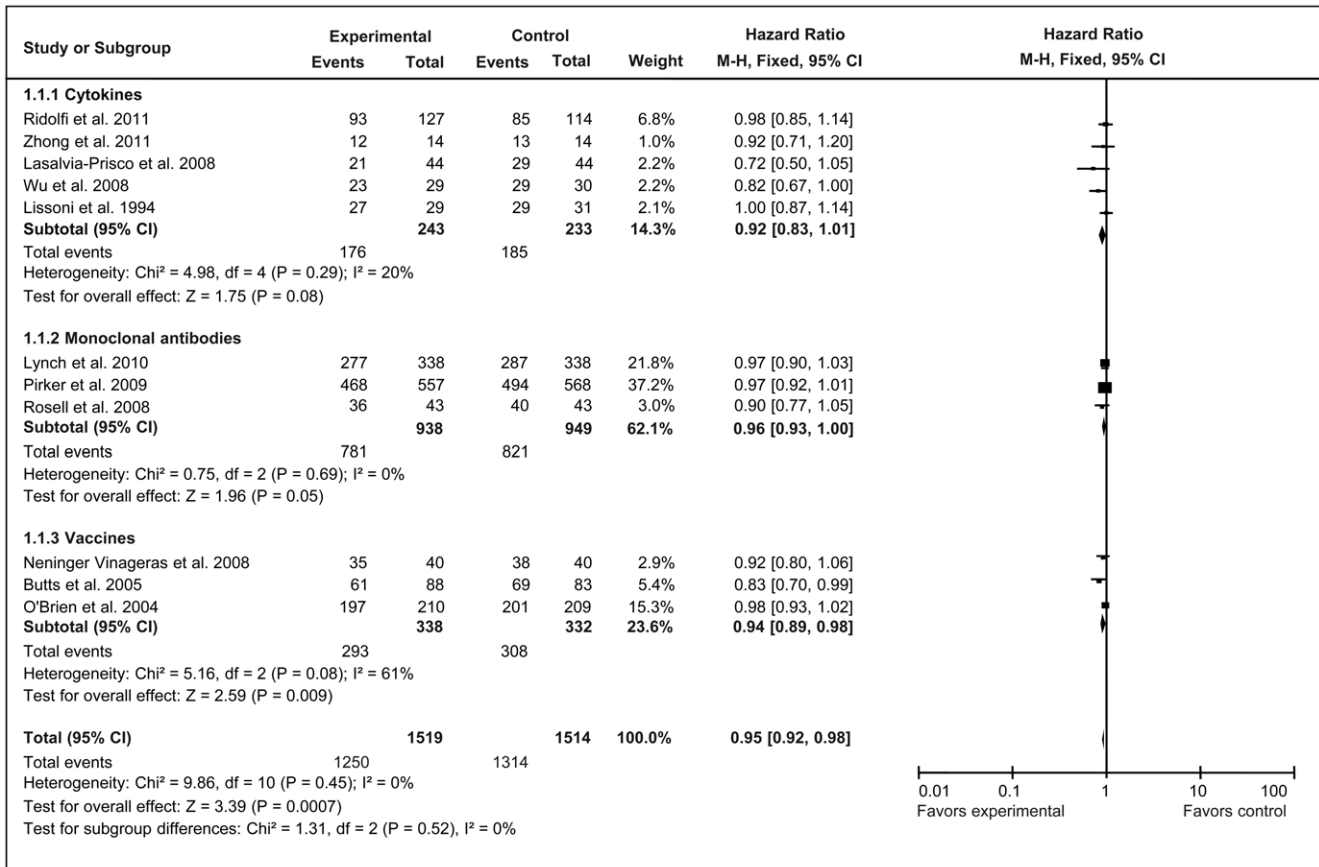 Study or Subgroup Experimental Control Hazard Ratio Hazard Ratio
Events Total Events Total Weight M-H, Fixed, 95% CI M-H, Fixed, 95% CI
1.1.1 Cytokines
Ridolfi et al. 2011 93 127 85 114 6.8% 0.98 [0.85, 1.14]
Zhong et al. 2011 12 14 13 14 1.0% 0.92 [0.71, 1.20]
Lasalvia-Prisco et al. 2008 21 44 29 44 2.2% 0.72 [0.50, 1.05]
Wu et al. 2008 23 29 29 30 2.2% 0.82 [0.67, 1.00]
Lissoni et al. 1994 27 29 29 31 2.1% 1.00 [0.87, 1.14]
Subtotal (95% CI) 243 233 14.3% 0.92 [0.83, 1.01]
Total events 176 185
Heterogeneity: Chi² = 4.98, df = 4 (P = 0.29); I² = 20%
Test for overall effect: Z = 1.75 (P = 0.08)
1.1.2 Monoclonal antibodies
Lynch et al. 2010 277 338 287 338 21.8% 0.97 [0.90, 1.03]
Pirker et al. 2009 468 557 494 568 37.2% 0.97 [0.92, 1.01]
Rosell et al. 2008 36 43 40 43 3.0% 0.90 [0.77, 1.05]
Subtotal (95% CI) 938 949 62.1% 0.96 [0.93, 1.00]
Total events 781 821
Heterogeneity: Chi² = 0.75, df = 2 (P = 0.69); I² = 0%
Test for overall effect: Z = 1.96 (P = 0.05)
1.1.3 Vaccines
Neninger Vinageras et al. 2008 35 40 38 40 2.9% 0.92 [0.80, 1.06]
Butts et al. 2005 61 88 69 83 5.4% 0.83 [0.70, 0.99]
O'Brien et al. 2004 197 210 201 209 15.3% 0.98 [0.93, 1.02]
Subtotal (95% CI) 338 332 23.6% 0.94 [0.89, 0.98]
Total events 293 308
Heterogeneity: Chi² = 5.16, df = 2 (P = 0.08); I² = 61%
Test for overall effect: Z = 2.59 (P = 0.009)
Total (95% CI) 1519 1514 100.0% 0.95 [0.92, 0.98]
Total events 1250 1314
Heterogeneity: Chi² = 9.86, df = 10 (P = 0.45); I² = 0%
Test for overall effect: Z = 3.39 (P = 0.0007)
Test for subgroup differences: Chi² = 1.31, df = 2 (P = 0.52), I² = 0%
0.01 0.1 1 10 100
Favors experimental Favors control